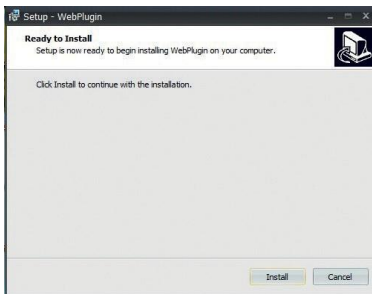 Setup - WebPlugin
Ready to Install
Setup is now ready to begin installing WebPlugin on your computer.
Click Install to continue with the installation.
Install
Cancel